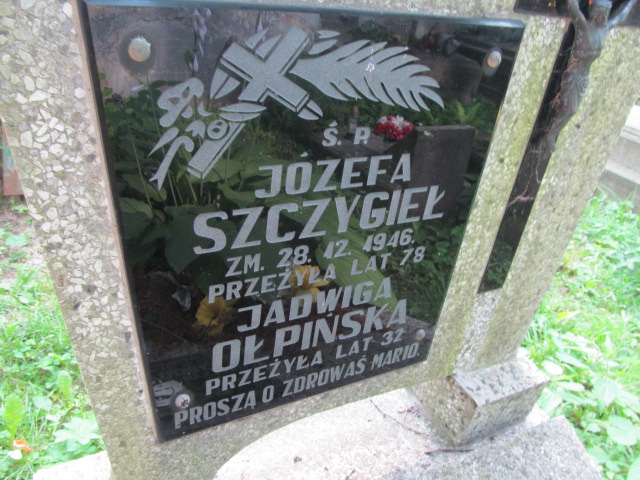 Ś. P.
JÓZEFA
SZCZYGIEŁ
ZM. 28. 12. 1946.
PRZEŻYŁA LAT 78
JADWIGA
OŁPIŃSKA
PRZEŻYŁA LAT 32
PROSZĄ O ZDROWAŚ MARIO.